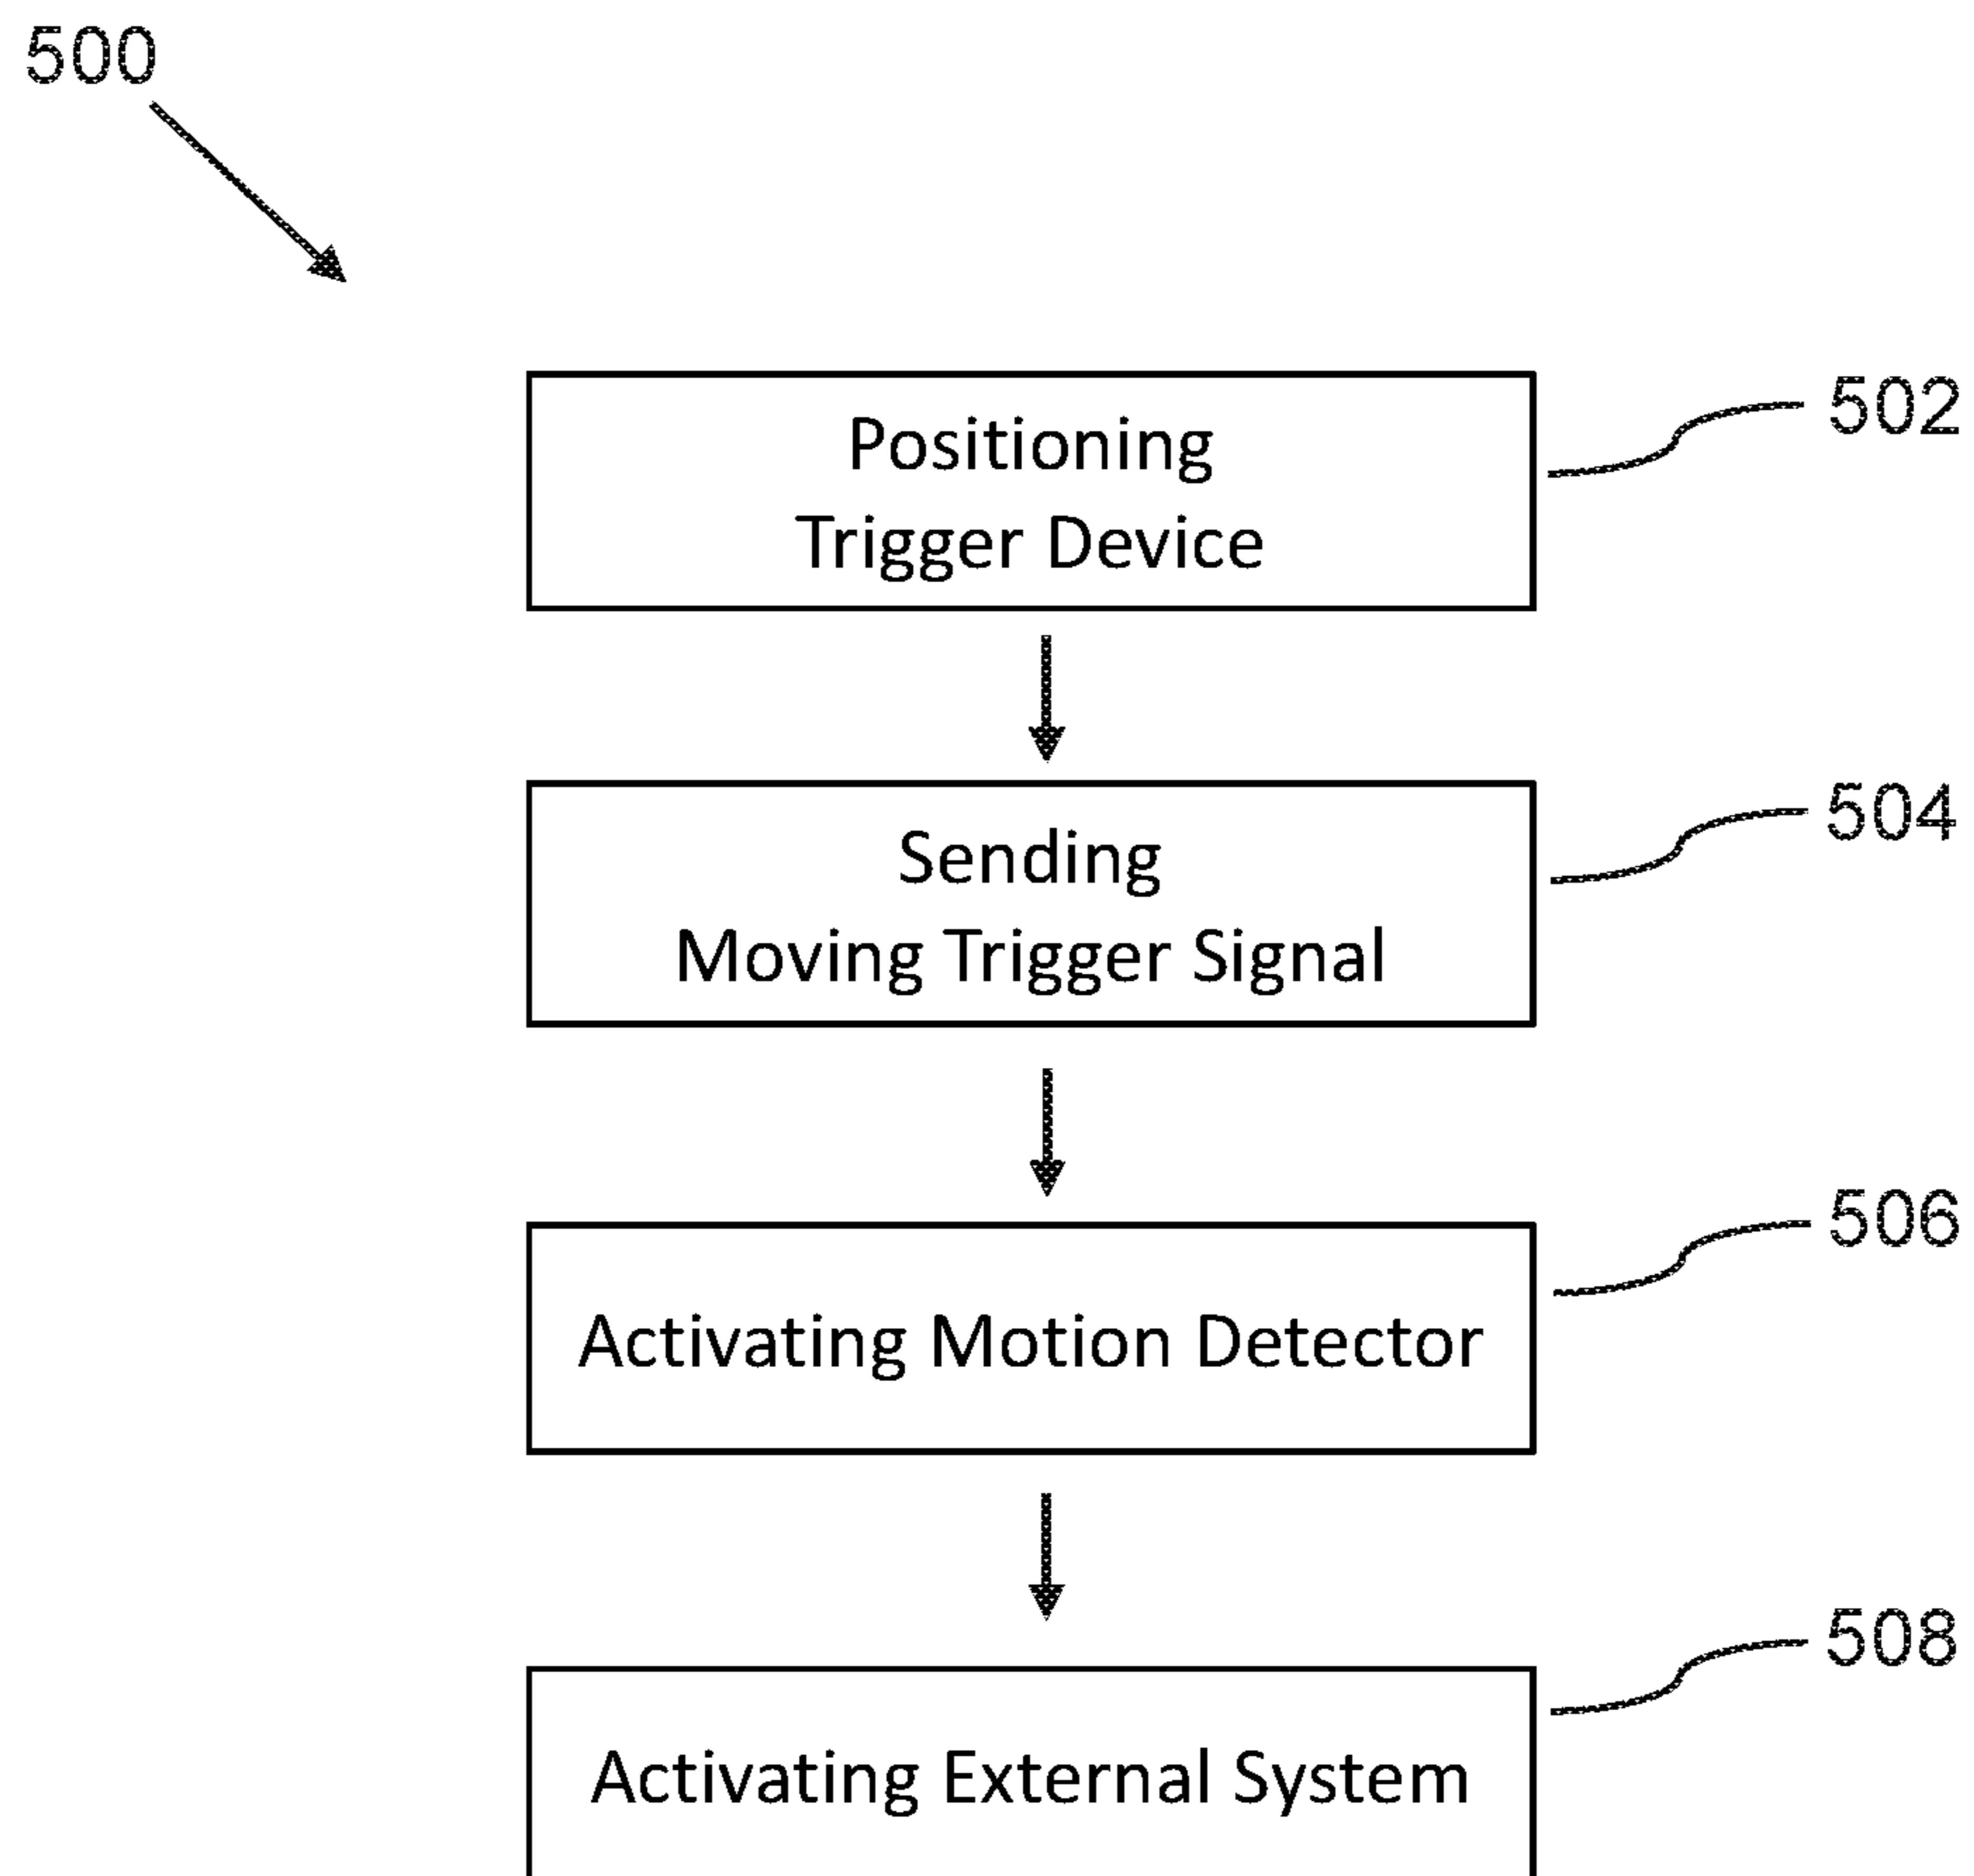 500
Positioning
Trigger Device
502
Sending
Moving Trigger Signal
504
Activating Motion Detector
506
Activating External System
508